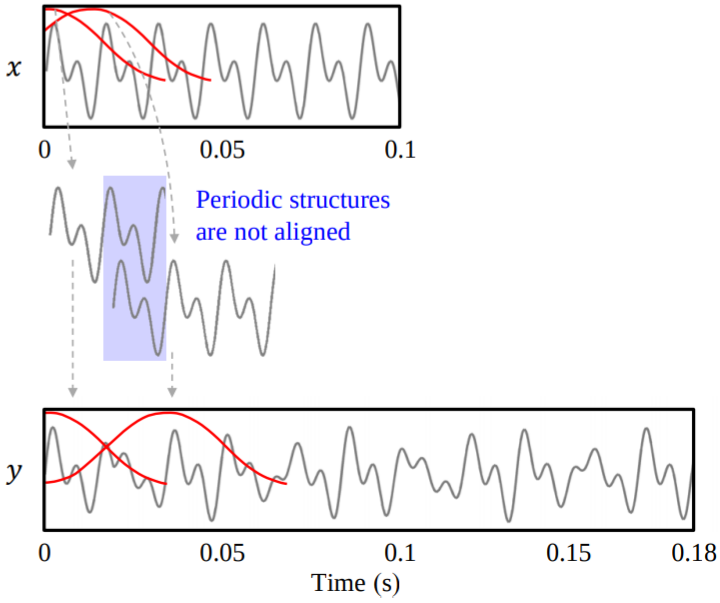 x
0 0.05 0.1
Periodic structures
are not aligned
y
0 0.05 0.1 0.15 0.18
Time (s)